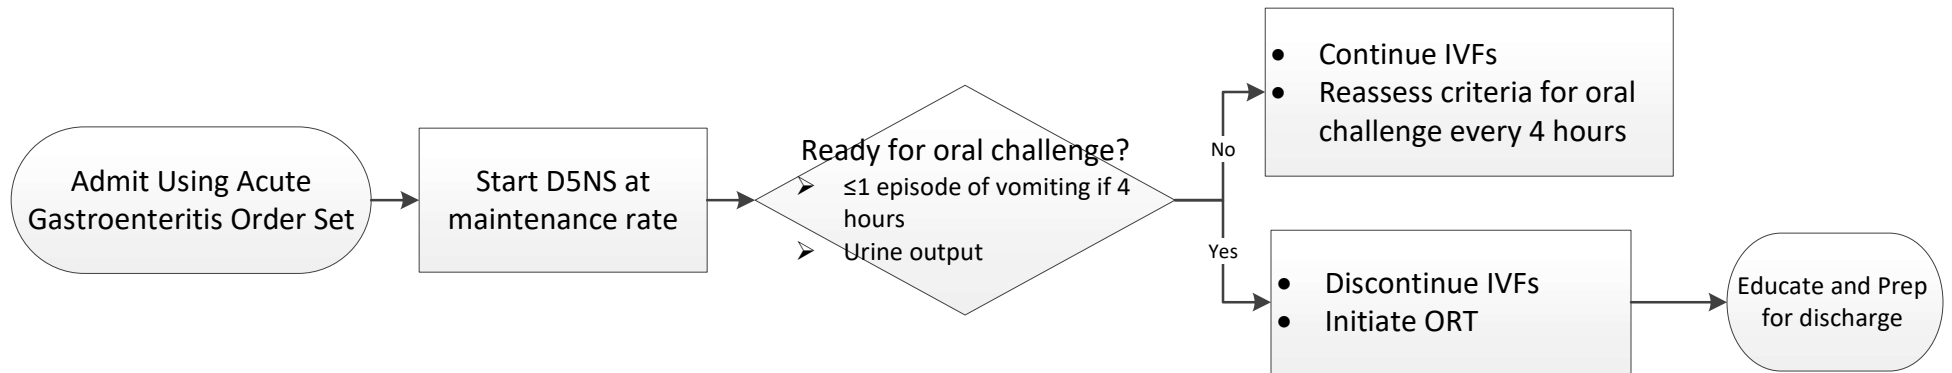 Admit Using Acute
Gastroenteritis Order Set
Start D5NS at
maintenance rate
Ready for oral challenge?
➢ ≤1 episode of vomiting if 4
hours
➢ Urine output
No
• Continue IVFs
• Reassess criteria for oral
challenge every 4 hours
Yes
• Discontinue IVFs
• Initiate ORT
Educate and Prep
for discharge